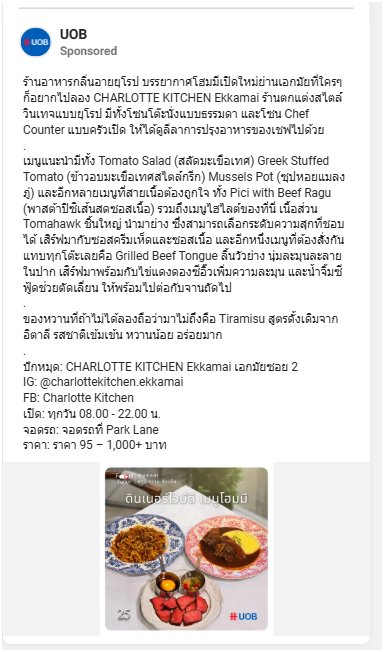 UOB
UOB
Sponsored
ร้านอาหารกลิ่นอายยุโรป บรรยากาศโฮมมี่เปิดใหม่ย่านเอกมัยที่ใครๆ
ก็อยากไปลอง CHARLOTTE KITCHEN Ekkamai ร้านตกแต่งสไตล์
วินเทจแบบยุโรป มีทั้งโซนโต๊ะนั่งแบบธรรมดา และโซน Chef
Counter แบบครัวเปิด ให้ได้ดูลีลาการปรุงอาหารของเชฟไปด้วย
.
เมนูแนะนำมีทั้ง Tomato Salad (สลัดมะเขือเทศ) Greek Stuffed
Tomato (ข้าวอบมะเขือเทศสไตล์กรีก) Mussels Pot (ซุปหอยแมลง
ภู่) และอีกหลายเมนูที่สายเนื้อต้องถูกใจ ทั้ง Pici with Beef Ragu
(พาสต้าปิชิเส้นสดซอสเนื้อ) รวมถึงเมนูไฮไลต์ของที่นี่ เนื้อส่วน
Tomahawk ชิ้นใหญ่ นำมาย่าง ซึ่งสามารถเลือกระดับความสุกที่ชอบ
ได้ เสิร์ฟมากับซอสครีมเห็ดและซอสเนื้อ และอีกหนึ่งเมนูที่ต้องสั่งกัน
แทบทุกโต๊ะเลยคือ Grilled Beef Tongue ลิ้นวัวย่าง นุ่มละมุนละลาย
ในปาก เสิร์ฟมาพร้อมกับไข่แดงดองซีอิ๊วเพิ่มความละมุน และน้ำจิ้มซี
ฟู้ดช่วยตัดเลี่ยน ให้พร้อมไปต่อกับจานถัดไป
.
ของหวานที่ถ้าไม่ได้ลองถือว่ามาไม่ถึงคือ Tiramisu สูตรดั้งเดิมจาก
อิตาลี รสชาติเข้มเข้น หวานน้อย อร่อยมาก
.
ปักหมุด: CHARLOTTE KITCHEN Ekkamai เอกมัยซอย 2
IG: @charlottekitchen.ekkamai
FB: Charlotte Kitchen
เปิด: ทุกวัน 08.00 - 22.00 น.
จอดรถ: จอดรถที่ Park Lane
ราคา: ราคา 95 – 1,000+ บาท
ดินเนอร์ไวบ์ดี เมนูโฮมมี่
25
UOB